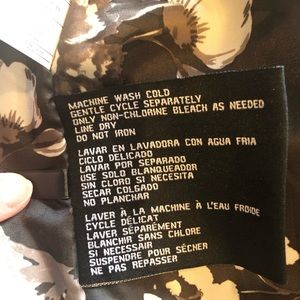 MACHINE WASH COLD
GENTLE CYCLE SEPARATELY
ONLY NON-CHLORINE BLEACH AS NEEDED
LINE DRY
DO NOT IRON
LAVAR EN LAVADORA CON AGUA FRIA
CICLO DELICADO
LAVAR POR SEPARADO
USE SOLO BLANQUEADOR
SIN CLORO SI NECESITA
SECAR COLGADO
NO PLANCHAR
LAVER À LA MACHINE À L'EAU FROIDE
CYCLE DÉLICAT
LAVER SÉPARÉMENT
BLANCHIR SANS CHLORE
SI NECESSAIR
SUSPENDRE POUR SÉCHER
NE PAS REPASSER